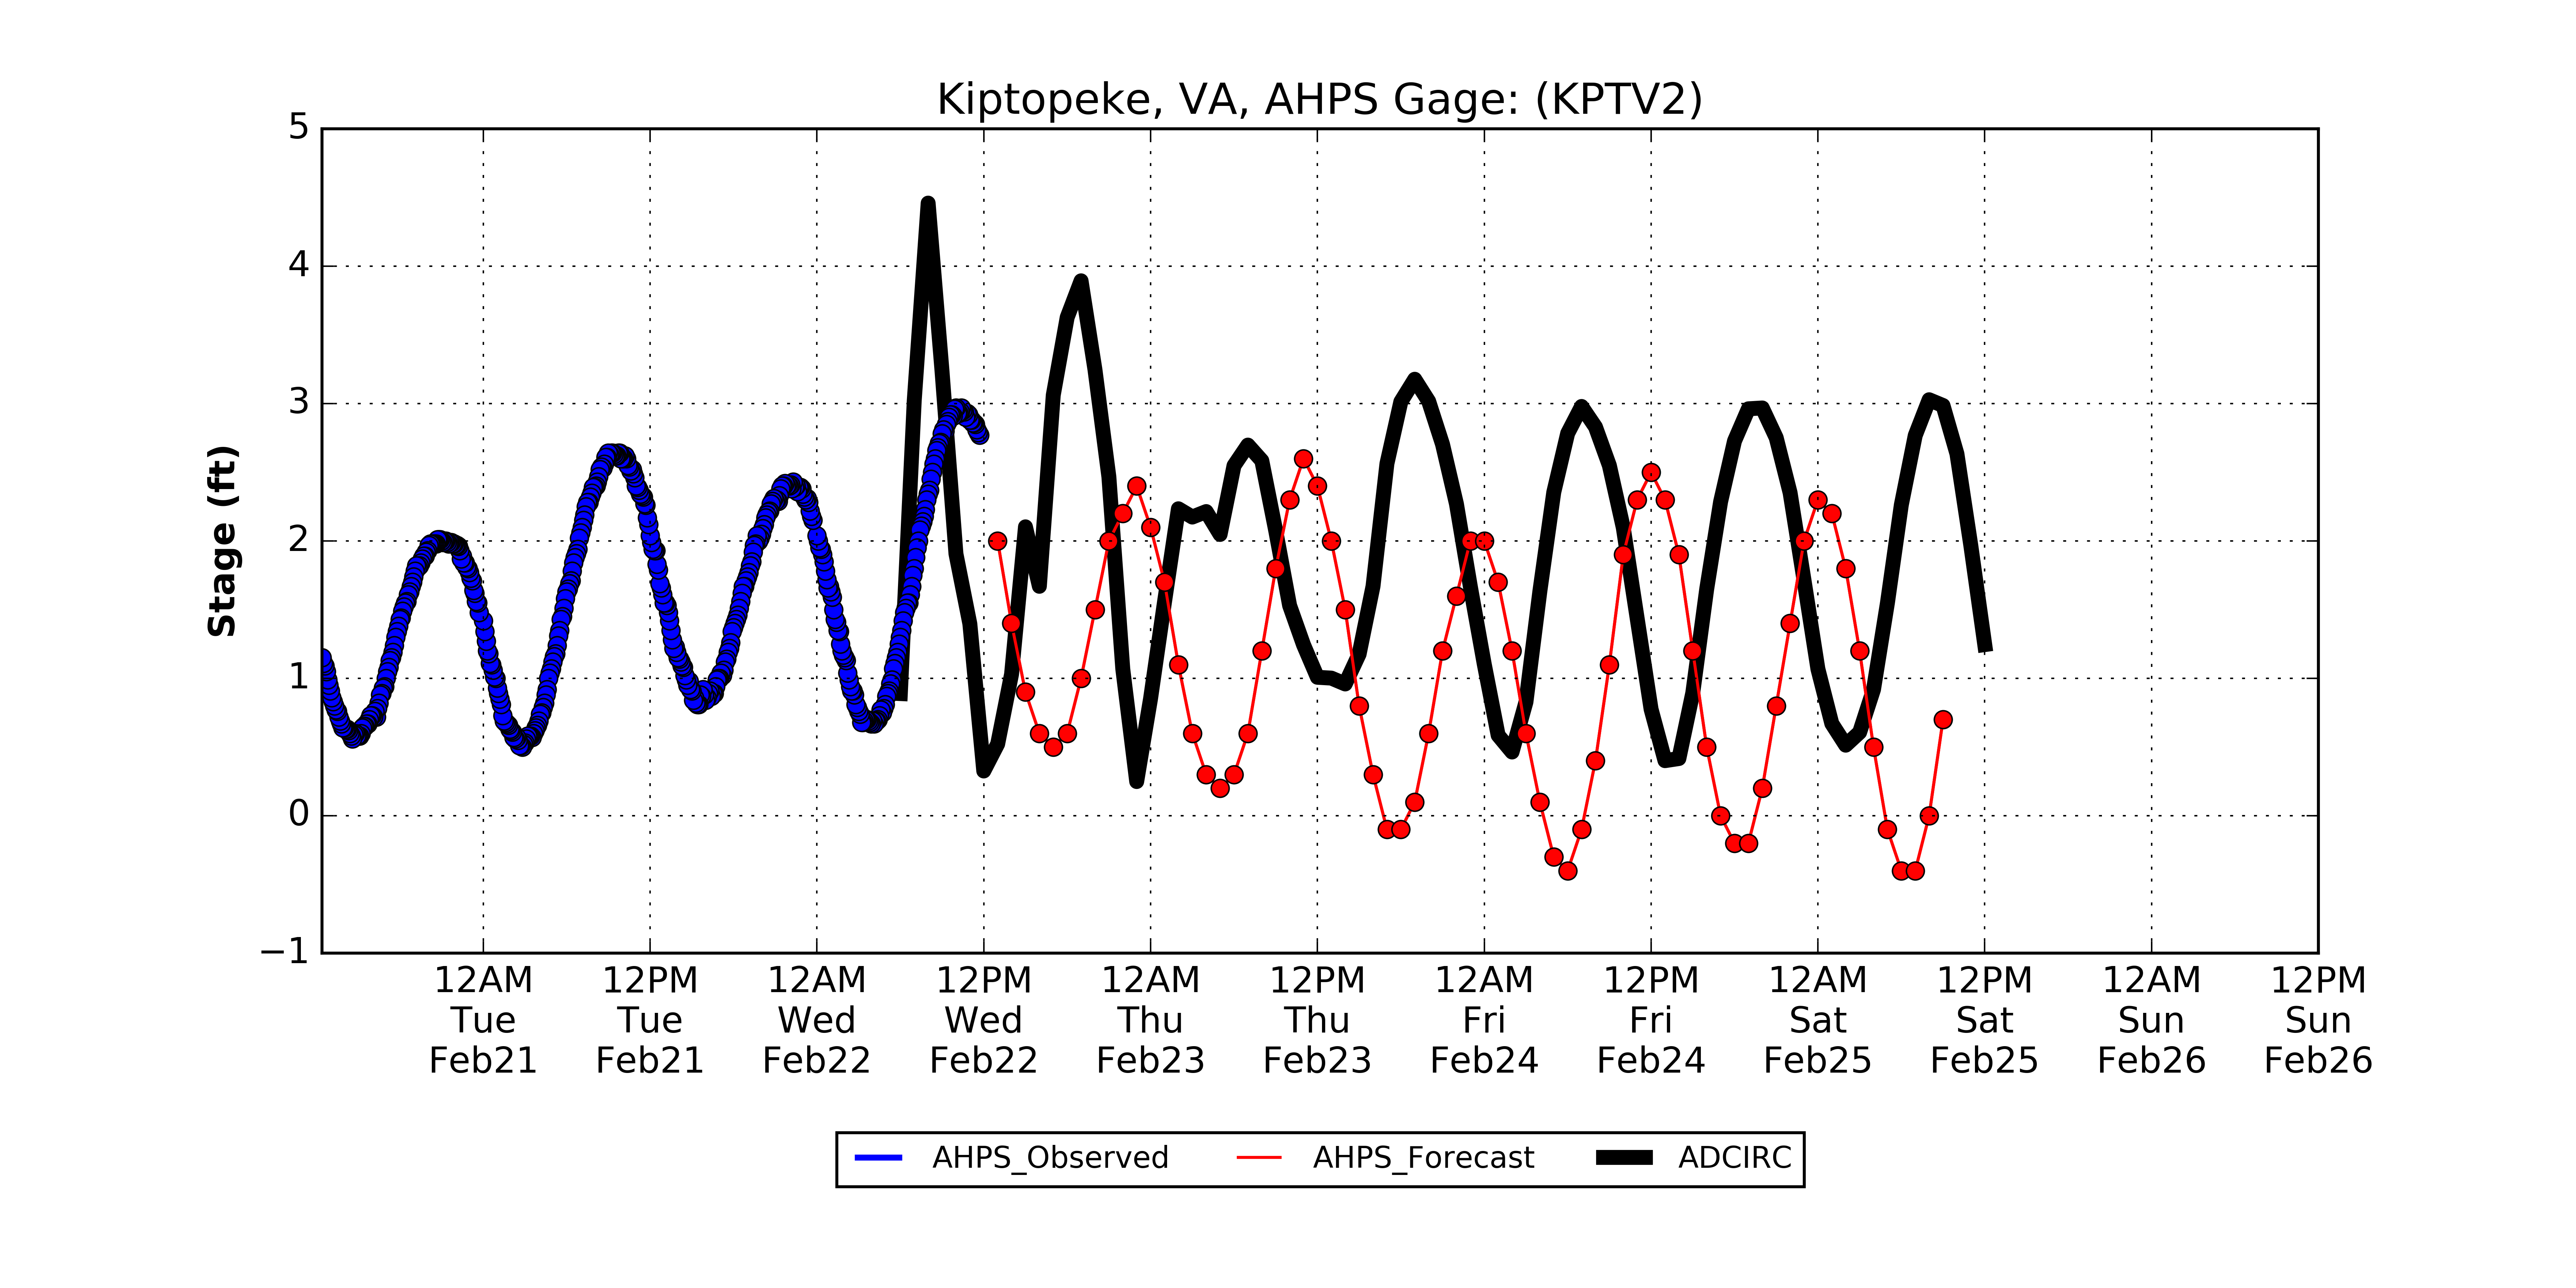 Kiptopeke, VA, AHPS Gage: (KPTV2)
5
4
3
2
1
0
−1
Stage (ft)
12AM 12PM 12AM 12PM 12AM 12PM 12AM 12PM 12AM 12PM 12AM 12PM
Tue Tue Wed Wed Thu Thu Fri Fri Sat Sat Sun Sun
Feb21 Feb21 Feb22 Feb22 Feb23 Feb23 Feb24 Feb24 Feb25 Feb25 Feb26 Feb26
AHPS_Observed AHPS_Forecast ADCIRC